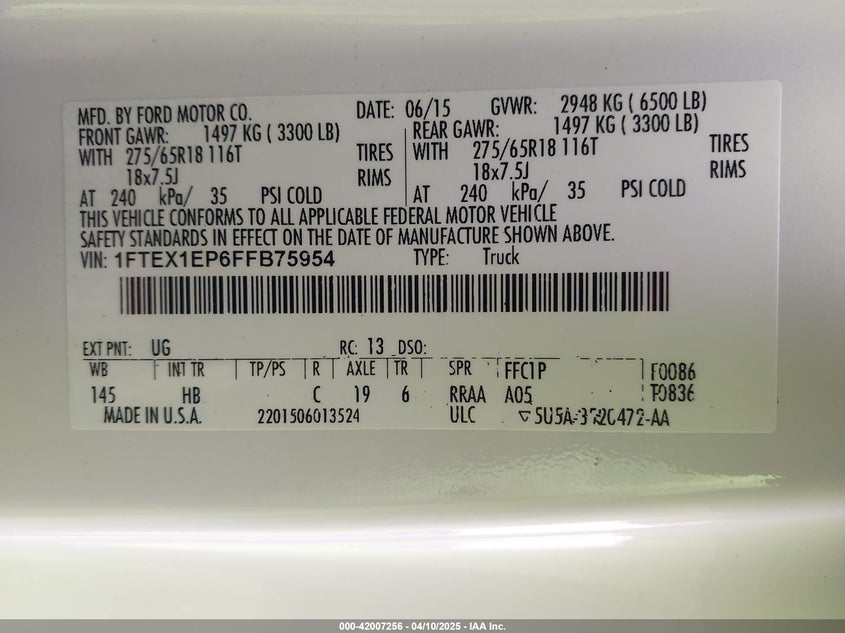 MFD. BY FORD MOTOR CO. DATE: 06/15 GVWR: 2948 KG ( 6500 LB)
FRONT GAWR: 1497 KG ( 3300 LB) REAR GAWR: 1497 KG ( 3300 LB)
WITH 275/65R18 116T TIRES WITH 275/65R18 116T TIRES
18x7.5J RIMS 18x7.5J RIMS
AT 240 kPa/ 35 PSI COLD AT 240 kPa/ 35 PSI COLD
THIS VEHICLE CONFORMS TO ALL APPLICABLE FEDERAL MOTOR VEHICLE
SAFETY STANDARDS IN EFFECT ON THE DATE OF MANUFACTURE SHOWN ABOVE.
VIN: 1FTEX1EP6FFB75954 TYPE: Truck
EXT PNT: UG RC: 13 DSO:
WB INT TR TP/PS R AXLE TR SPR FFC1P F0086
145 HB C 19 6 RRAA A05 T0836
MADE IN U.S.A. 2201506013524 ULC
000-42007256 - 04/10/2025 - IAA Inc.